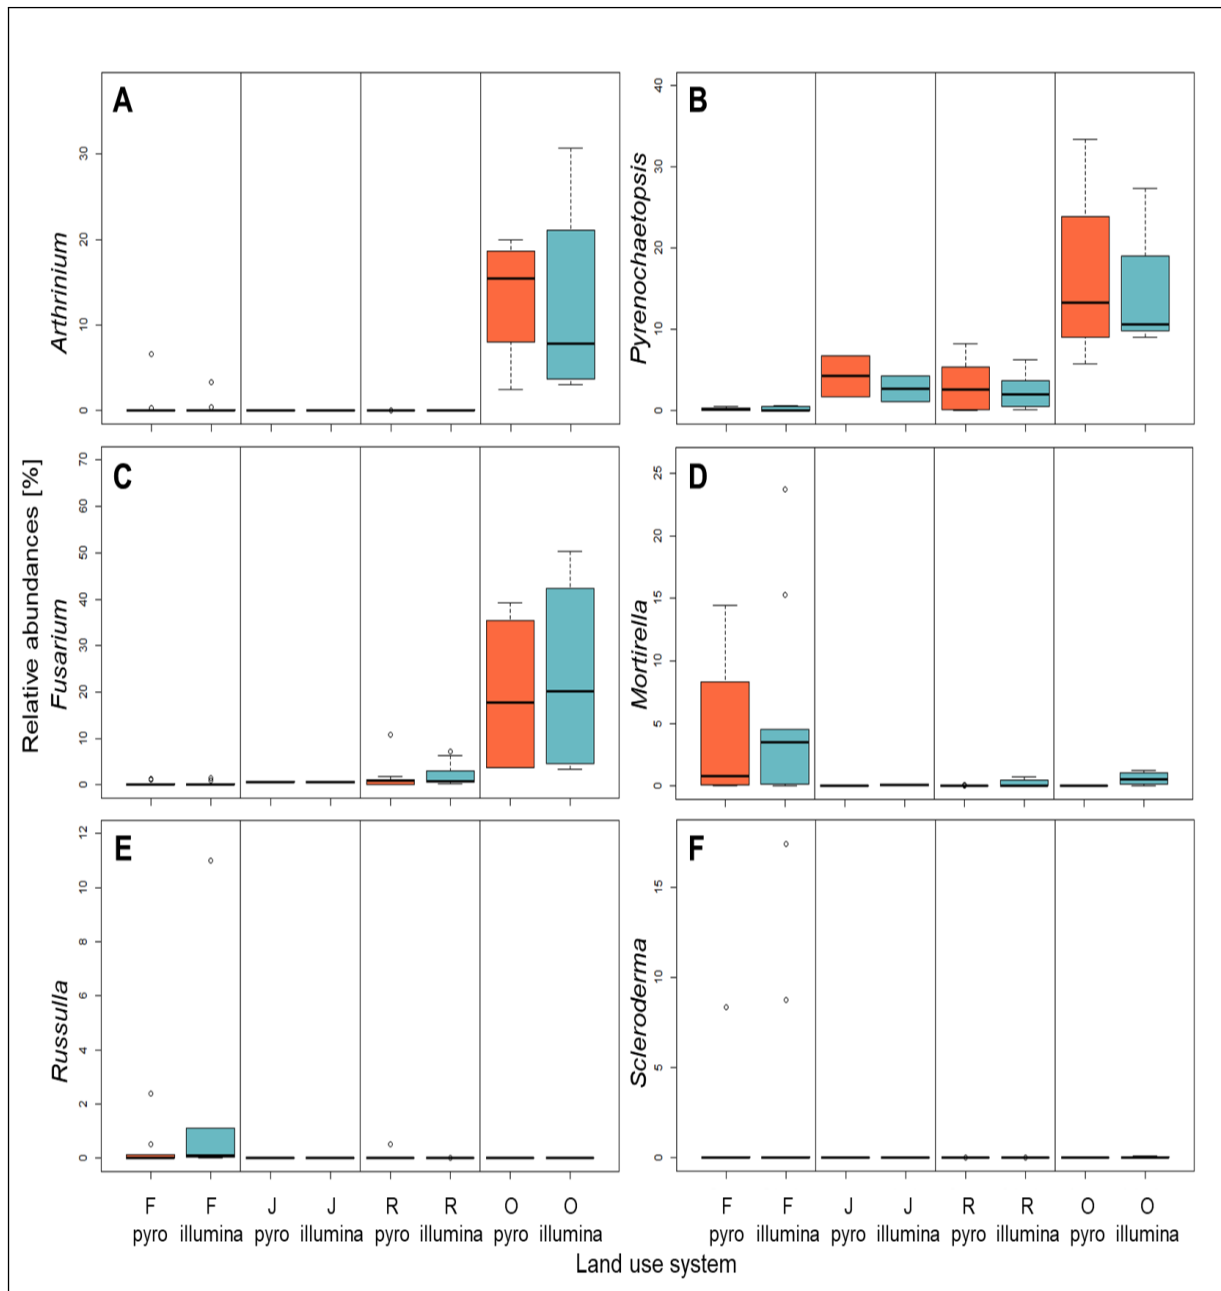 A
B
30
20
10
0
Arthrinium
40
30
20
10
0
Pyrenochaetopsis
C
D
70
60
50
40
30
20
10
0
Fusarium
25
20
15
10
5
0
Mortirella
Relative abundances [%]
E
F
12
10
8
6
4
2
0
Russulla
15
10
5
0
Scleroderma
F F J J R R O O F F J J R R O O
pyro illumina pyro illumina pyro illumina pyro illumina pyro illumina pyro illumina pyro illumina pyro illumina
Land use system